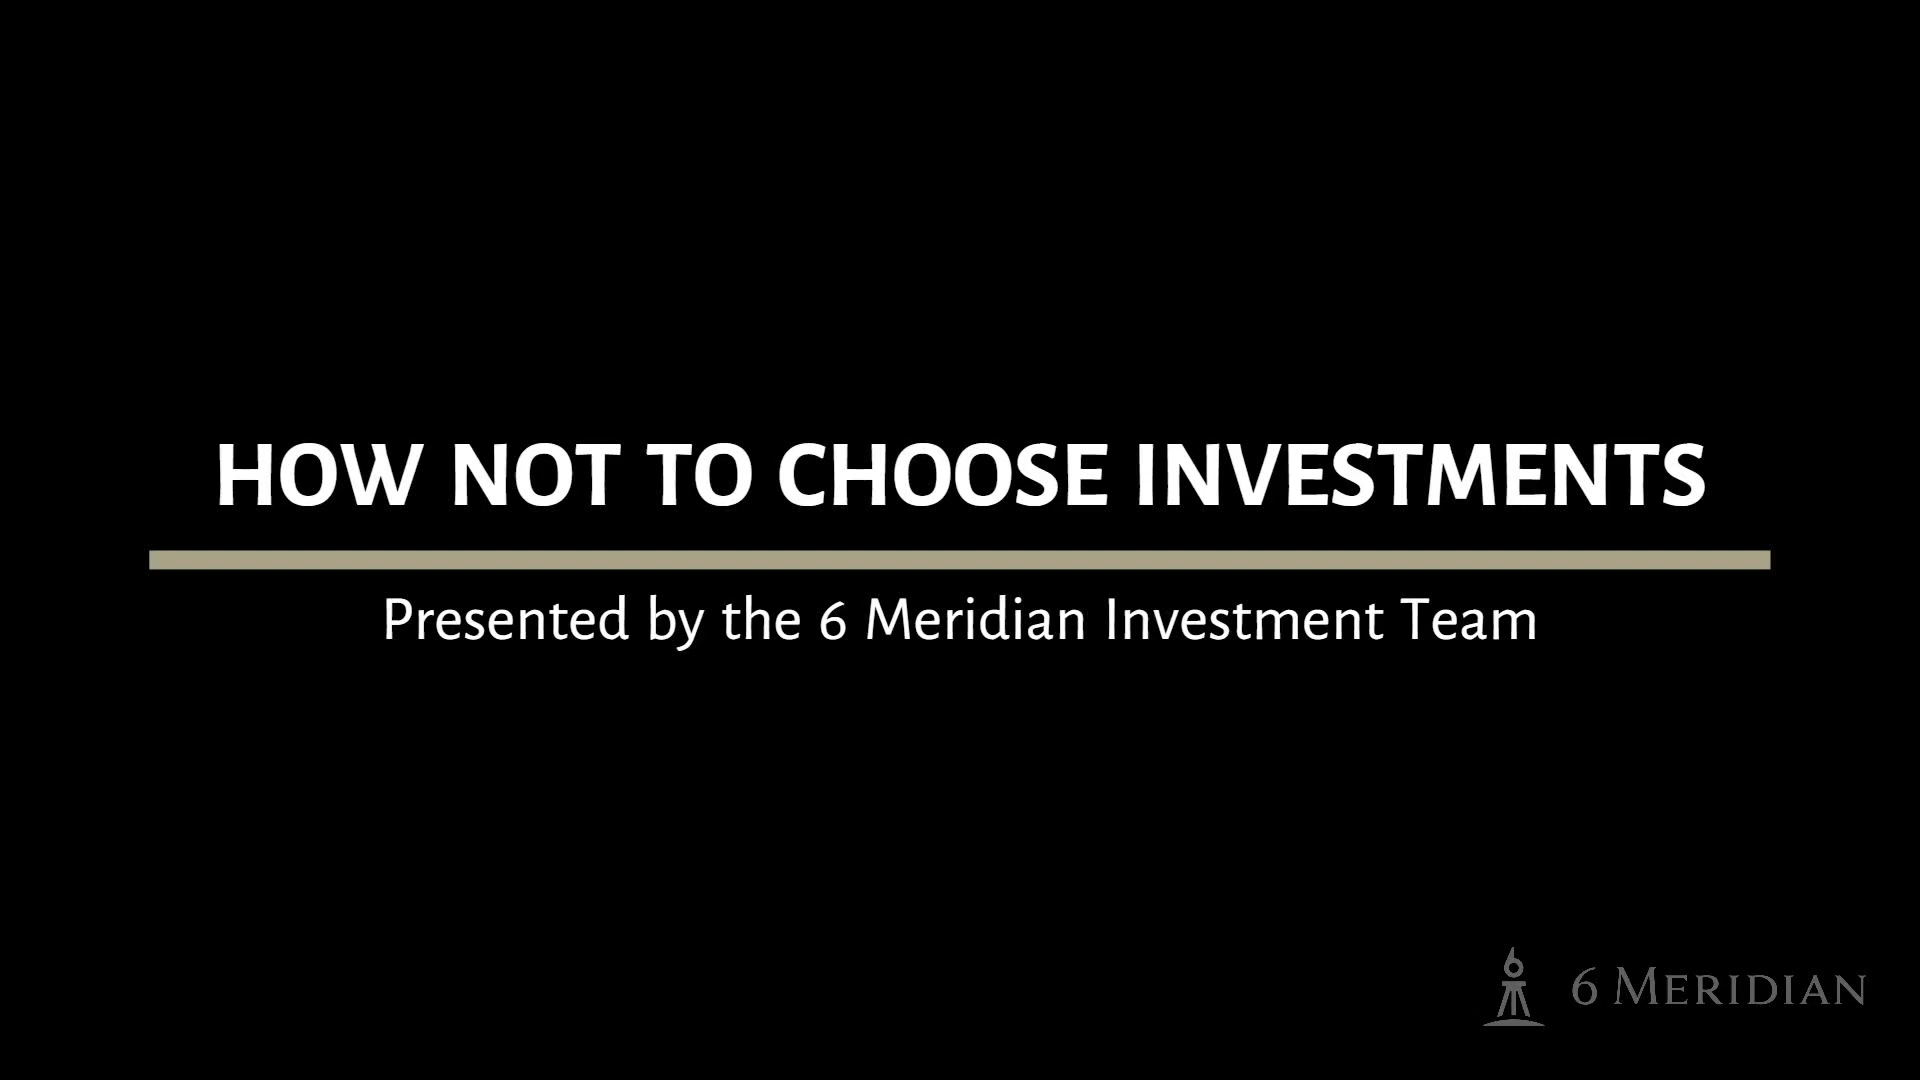 HOW NOT TO CHOOSE INVESTMENTS
Presented by the 6 Meridian Investment Team
6 MERIDIAN